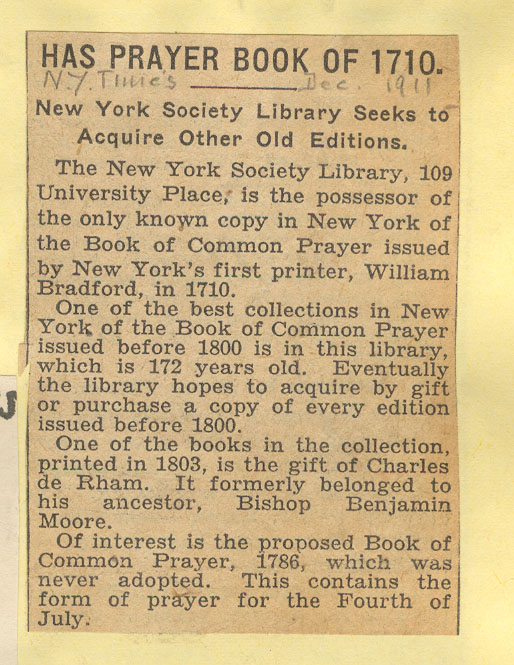 HAS PRAYER BOOK OF 1710.
N.Y. Times Dec. 1911
New York Society Library Seeks to
Acquire Other Old Editions.
The New York Society Library, 109
University Place, is the possessor of
the only known copy in New York of
the Book of Common Prayer issued
by New York's first printer, William
Bradford, in 1710.
One of the best collections in New
York of the Book of Common Prayer
issued before 1800 is in this library,
which is 172 years old. Eventually
the library hopes to acquire by gift
or purchase a copy of every edition
issued before 1800.
One of the books in the collection,
printed in 1803, is the gift of Charles
de Rham. It formerly belonged to
his ancestor, Bishop Benjamin
Moore.
Of interest is the proposed Book of
Common Prayer, 1786, which was
never adopted. This contains the
form of prayer for the Fourth of
July.